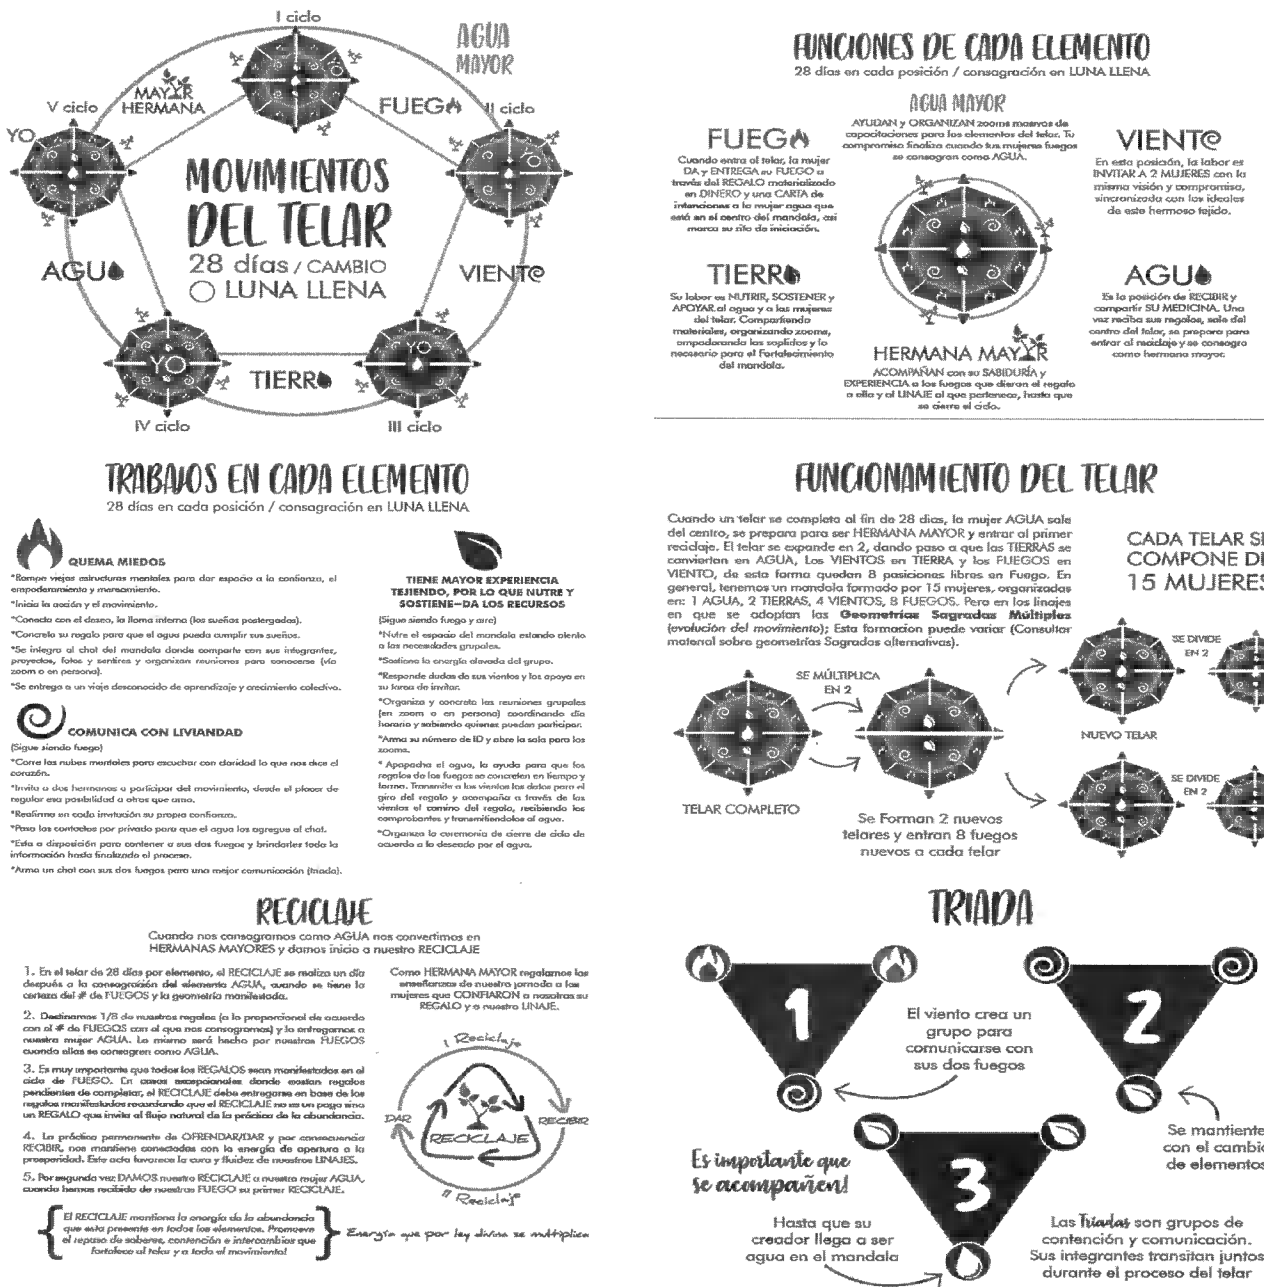 I ciclo
AGUA
MAYOR
MAYOR
HERMANA
V ciclo
FUEGO
II ciclo
YO
YO
YO
MOVIMIENTOS
DEL TELAR
28 días / CAMBIO
LUNA LLENA
AGUA
VIENTO
YO
YO
TIERRA
IV ciclo
III ciclo
FUNCIONES DE CADA ELEMENTO
28 días en cada posición / consagración en LUNA LLENA
AGUA MAYOR
AYUDAN y ORGANIZAN zooms masivos de
capacitaciones para los elementos del telar. Tu
compromiso finaliza cuando tus mujeres fuegos
se consagran como AGUA.
FUEGO
Cuando entra al telar, la mujer
DA y ENTREGA su FUEGO a
través del REGALO materializado
en DINERO y una CARTA de
intenciones a la mujer agua que
está en el centro del mandala, así
marca su rito de iniciación.
VIENTO
En esta posición, la labor es
INVITAR A 2 MUJERES con la
misma visión y compromiso,
sincronizada con los ideales
de este hermoso tejido.
TIERRA
Su labor es NUTRIR, SOSTENER y
APOYAR al agua y a las mujeres
del telar. Compartiendo
materiales, organizando zooms,
empoderando los soplidos y lo
necesario para el Fortalecimiento
del mandala.
AGUA
Es la posición de RECIBIR y
compartir SU MEDICINA. Una
vez reciba sus regalos, sale del
centro del telar, se prepara para
entrar al reciclaje y se consagra
como hermana mayor.
HERMANA MAYOR
ACOMPAÑAN con su SABIDURÍA y
EXPERIENCIA a los fuegos que dieron el regalo
a ella y al LINAJE al que pertenece, hasta que
se cierre el ciclo.
TRABAJOS EN CADA ELEMENTO
28 días en cada posición / consagración en LUNA LLENA
QUEMA MIEDOS
*Rompe viejas estructuras mentales para dar espacio a la confianza, el
empoderamiento y merecimiento.
*Inicia la acción y el movimiento.
*Conecta con el deseo, la llama interna (los sueños postergados).
*Concreta su regalo para que el agua pueda cumplir sus sueños.
*Se integra al chat del mandala donde comparte con sus integrantes,
proyectos, fotos y sentires y organizan reuniones para conocerse (vía
zoom o en persona).
*Se entrega a un viaje desconocido de aprendizaje y crecimiento colectivo.
COMUNICA CON LIVIANDAD
(Sigue siendo fuego)
*Corre las nubes mentales para escuchar con claridad lo que nos dice el
corazón.
*Invita a dos hermanas a participar del movimiento, desde el placer de
regalar esa posibilidad a otras que ama.
*Reafirma en cada invitación su propia confianza.
*Pasa los contactos por privado para que el agua las agregue al chat.
*Esta a disposición para contener a sus dos fuegos y brindarles toda la
información hasta finalizado el proceso.
*Arma un chat con sus dos fuegos para una mejor comunicación (triada).
TIENE MAYOR EXPERIENCIA
TEJIENDO, POR LO QUE NUTRE Y
SOSTIENE—DA LOS RECURSOS
(Sigue siendo fuego y aire)
*Nutre el espacio del mandala estando atento
a las necesidades grupales.
*Sostiene la energía elevada del grupo.
*Responde dudas de sus vientos y los apoya en
su tarea de invitar.
*Organiza y concreta las reuniones grupales
(en zoom o en persona) coordinando día
horario y sabiendo quienes pueden participar.
*Arma su número de ID y abre la sala para los
zooms.
* Apapacha el agua, la ayuda para que los
regalos de los fuegos se concreten en tiempo y
forma. Transmite a los vientos los datos para el
giro del regalo y acompaña a través de los
vientos el camino del regalo, recibiendo los
comprobantes y transmitiéndolos al agua.
*Organiza la ceremonia de cierre de ciclo de
acuerdo a lo deseado por el agua.
FUNCIONAMIENTO DEL TELAR
Cuando un telar se completa al fin de 28 días, la mujer AGUA sale
del centro, se prepara para ser HERMANA MAYOR y entrar al primer
reciclaje. El telar se expande en 2, dando paso a que las TIERRAS se
conviertan en AGUA, Los VIENTOS en TIERRA y los FUEGOS en
VIENTO, de esta forma quedan 8 posiciones libres en Fuego. En
general, tenemos un mandala formado por 15 mujeres, organizadas
en: 1 AGUA, 2 TIERRAS, 4 VIENTOS, 8 FUEGOS. Pero en los linajes
en que se adoptan las Geometrías Sagradas Múltiples
(evolución del movimiento); Esta formacion puede variar (Consultar
material sobre geometrías Sagradas alternativas).
CADA TELAR SE
COMPONE DE
15 MUJERES
SE MÚLTIPLICA
EN 2
SE DIVIDE
EN 2
NUEVO TELAR
SE DIVIDE
EN 2
TELAR COMPLETO
Se Forman 2 nuevos
telares y entran 8 fuegos
nuevos a cada telar
RECICLAJE
Cuando nos consagramos como AGUA nos convertimos en
HERMANAS MAYORES y damos inicio a nuestro RECICLAJE
1. En el telar de 28 días por elemento, el RECICLAJE se realiza un día
después a la consagración del elemento AGUA, cuando se tiene la
certeza del # de FUEGOS y la geometría manifestada.
2. Destinamos 1/8 de nuestros regalos (o lo proporcional de acuerdo
con el # de FUEGOS con el que nos consagramos) y lo entregamos a
nuestra mujer AGUA. Lo mismo será hecho por nuestros FUEGOS
cuando ellas se consagren como AGUA.
3. Es muy importante que todos los REGALOS sean manifestados en el
ciclo de FUEGO. En casos excepcionales donde existan regalos
pendientes de completar, el RECICLAJE debe entregarse en base de los
regalos manifestados recordando que el RECICLAJE no es un pago sino
un REGALO que invita al flujo natural de la práctica de la abundancia.
4. La práctica permanente de OFRENDAR/DAR y por consecuencia
RECIBIR, nos mantiene conectadas con la energía de apertura a la
prosperidad. Este acto favorece la cura y fluidez de nuestros LINAJES.
5. Por segunda vez DAMOS nuestro RECICLAJE a nuestra mujer AGUA,
cuando hemos recibido de nuestras FUEGO su primer RECICLAJE.
Como HERMANA MAYOR regalamos las
enseñanzas de nuestra jornada a las
mujeres que CONFIARON a nosotras su
REGALO y a nuestro LINAJE.
I Reciclaje
DAR
RECIBIR
RECICLAJE
II Reciclaje
El RECICLAJE mantiene la energía de la abundancia
que esta presente en todos los elementos. Promueve
el repaso de saberes, contención e intercambios que
fortalece al telar y a todo el movimiento!
Energía que por ley divina se multiplica
TRIADA
1
2
El viento crea un
grupo para
comunicarse con
sus dos fuegos
Se mantiente
con el cambio
de elementos
3
Es importante que
se acompañen!
Hasta que su
creador llega a ser
agua en el mandala
Las Triadas son grupos de
contención y comunicación.
Sus integrantes transitan juntos
durante el proceso del telar